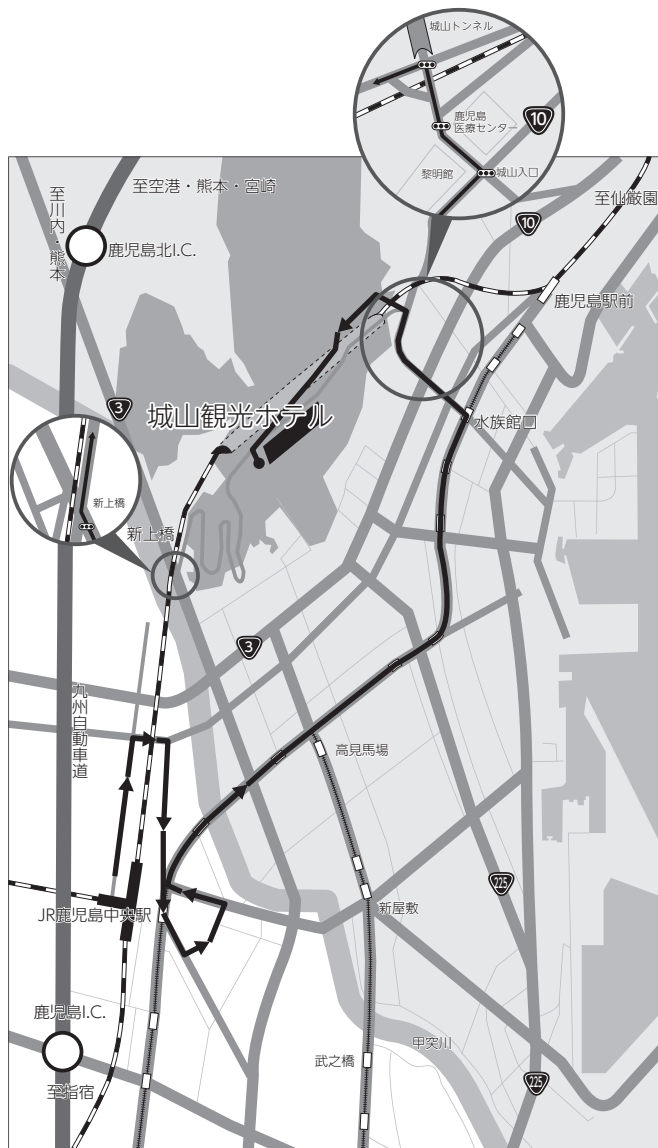 城山トンネル
鹿児島
医療センター
10
黎明館
城山入口
至空港・熊本・宮崎
至川内・熊本
至仙厳園
10
鹿児島北I.C.
鹿児島駅前
3
城山観光ホテル
水族館口
新上橋
新上橋
3
九州自動車道
高見馬場
225
JR鹿児島中央駅
新屋敷
鹿児島I.C.
甲突川
武之橋
225
至指宿